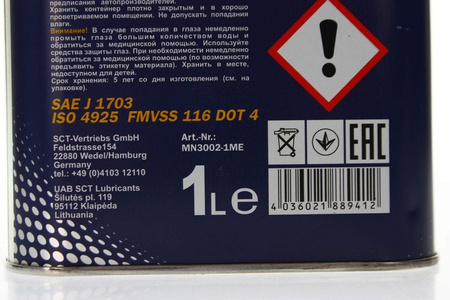 предписания автопроизводителей.
Хранить контейнер плотно закрытым и в хорошо
проветриваемом помещении. Не допускать попадания
влаги.
Внимание! В случае попадания в глаза немедленно
промыть глаза большим количеством воды и
обратиться за медицинской помощью. Используйте
средства защиты глаз. При необходимости немедленно
обратиться за медицинской помощью (по возможности
предъявить этикетку материала). Хранить в месте,
недоступном для детей.
Срок хранения: 5 лет со дня изготовления (см. на
упаковке).
SAE J 1703
ISO 4925 FMVSS 116 DOT 4
SCT-Vertriebs GmbH
Feldstrasse154
22880 Wedel/Hamburg
Germany
tel.: +49 (0)4103 12110
UAB SCT Lubricants
Šilutės pl. 119
95112 Klaipėda
Lithuania
Art.-Nr.:
MN3002-1ME
1L e
EAC
4 036021 889412